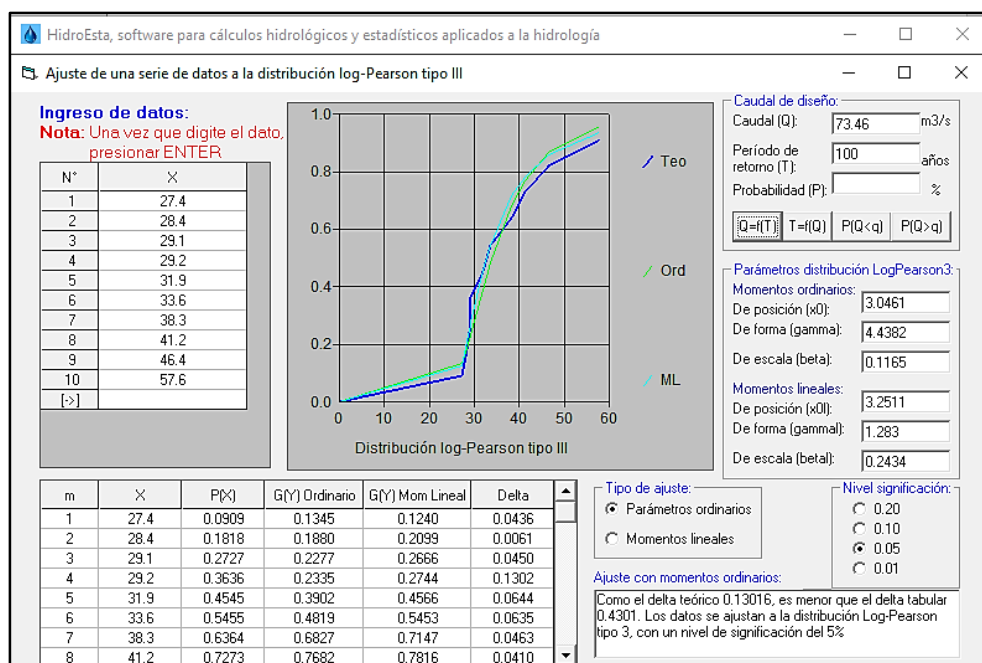 HidroEsta, software para cálculos hidrológicos y estadísticos aplicados a la hidrología
Ajuste de una serie de datos a la distribución log-Pearson tipo III
Ingreso de datos:
Nota: Una vez que digite el dato,
presionar ENTER
N° X
1 27.4
2 28.4
3 29.1
4 29.2
5 31.9
6 33.6
7 38.3
8 41.2
9 46.4
10 57.6
[->]
1.0
0.8
0.6
0.4
0.2
0.0
0 10 20 30 40 50 60
Distribución log-Pearson tipo III
Teo
Ord
ML
Caudal de diseño:
Caudal (Q): 73.46 m3/s
Período de
retorno (T): 100 años
Probabilidad (P): %
Q=f(T) T=f(Q) P(Q<q) P(Q>q)
Parámetros distribución LogPearson3:
Momentos ordinarios:
De posición (x0): 3.0461
De forma (gamma): 4.4382
De escala (beta): 0.1165
Momentos lineales:
De posición (x0l): 3.2511
De forma (gammal): 1.283
De escala (betal): 0.2434
m X P(X) G(Y) Ordinario G(Y) Mom Lineal Delta
1 27.4 0.0909 0.1345 0.1240 0.0436
2 28.4 0.1818 0.1880 0.2099 0.0061
3 29.1 0.2727 0.2277 0.2666 0.0450
4 29.2 0.3636 0.2335 0.2744 0.1302
5 31.9 0.4545 0.3902 0.4566 0.0644
6 33.6 0.5455 0.4819 0.5453 0.0635
7 38.3 0.6364 0.6827 0.7147 0.0463
8 41.2 0.7273 0.7682 0.7816 0.0410
Tipo de ajuste:
Parámetros ordinarios
Momentos lineales
Nivel significación:
0.20
0.10
0.05
0.01
Ajuste con momentos ordinarios:
Como el delta teórico 0.13016, es menor que el delta tabular
0.4301. Los datos se ajustan a la distribución Log-Pearson
tipo 3, con un nivel de significación del 5%